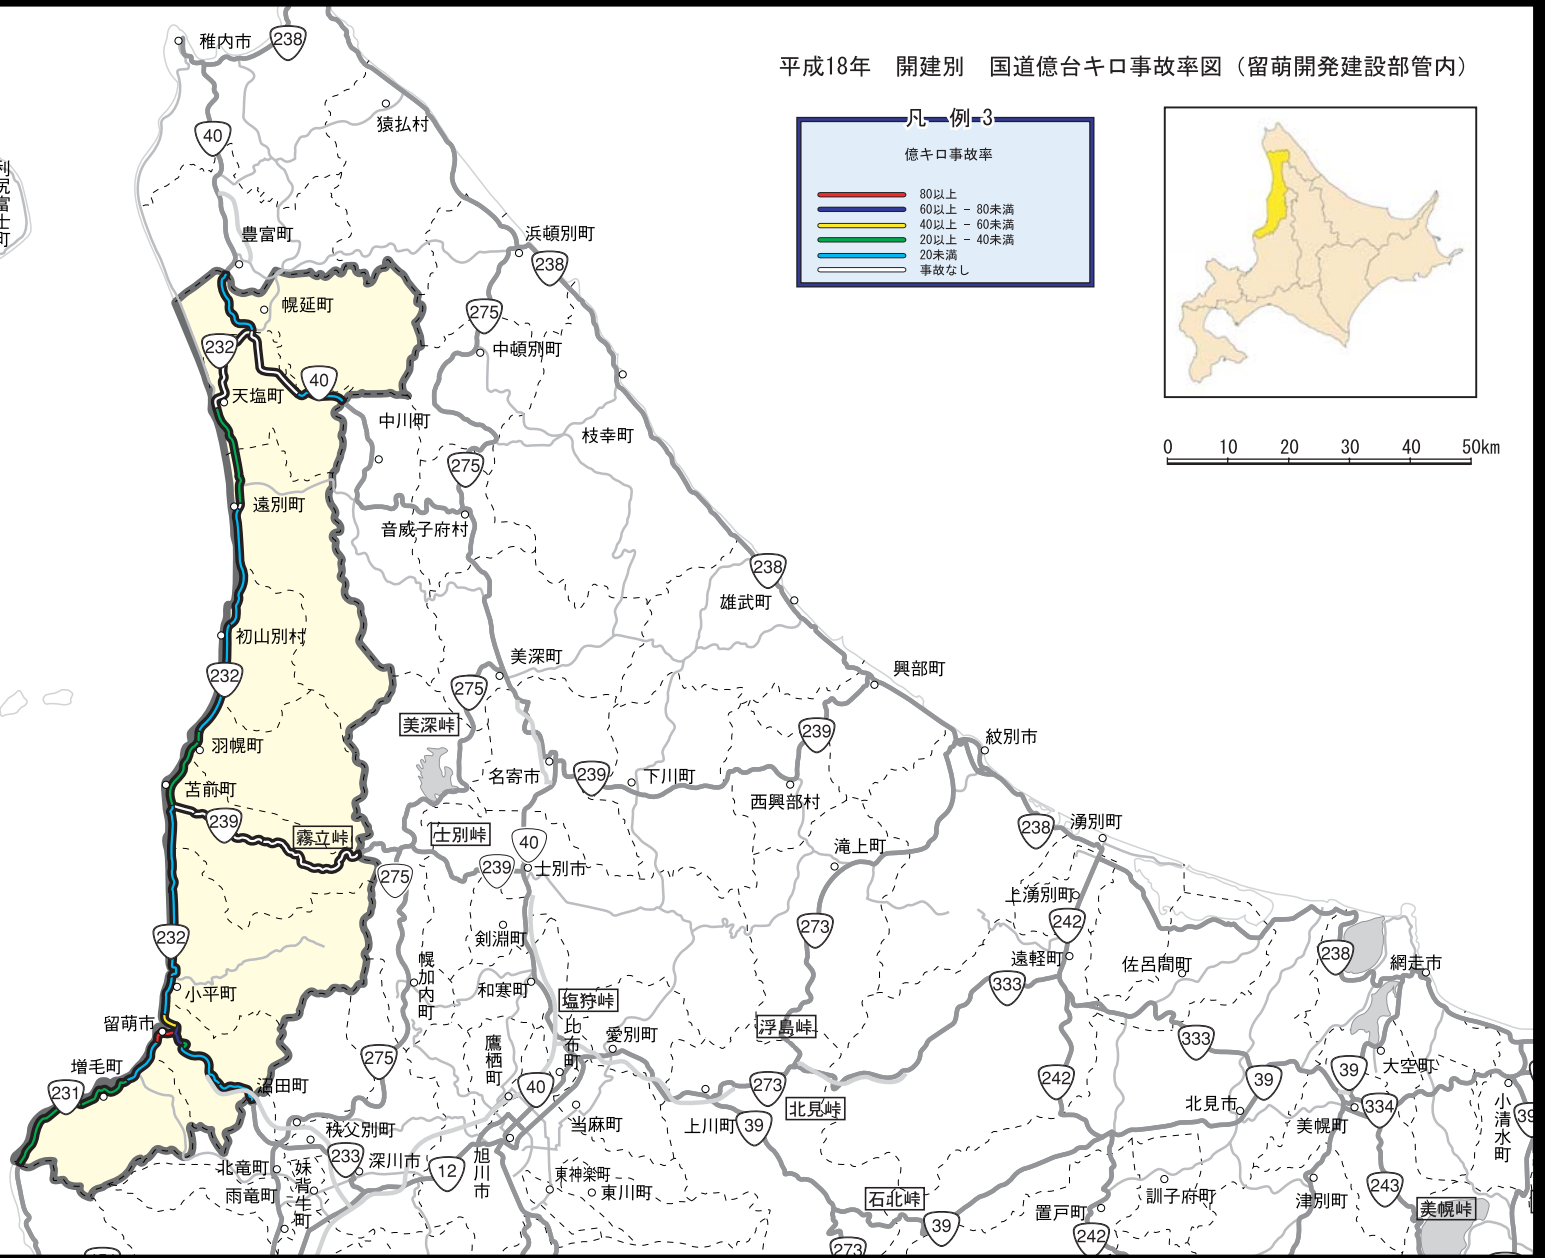 平成18年　開建別　国道億台キロ事故率図（留萌開発建設部管内）
凡　例 3
億キロ事故率
80以上
60以上 − 80未満
40以上 − 60未満
20以上 − 40未満
20未満
事故なし
0 10 20 30 40 50km
稚内市
238
40
猿払村
利尻富士町
豊富町
浜頓別町
238
幌延町
275
232
中頓別町
40
天塩町
中川町
枝幸町
275
遠別町
音威子府村
238
雄武町
初山別村
美深町
興部町
232
275
美深峠
239
紋別市
羽幌町
名寄市
239
下川町
苫前町
西興部村
239
霧立峠
士別峠
40
238
湧別町
滝上町
275
239
士別市
上湧別町
273
242
232
剣淵町
幌加内町
遠軽町
238
佐呂間町
網走市
和寒町
333
小平町
塩狩峠
留萌市
浮島峠
比布町
愛別町
鷹栖町
333
275
増毛町
大空町
39
231
沼田町
40
273
242
39
北見市
334
小清水町
39
北見峠
当麻町
上川町
39
美幌町
秩父別町
233
深川市
12
旭川市
北竜町
妹背牛町
東神楽町
東川町
雨竜町
石北峠
訓子府町
243
津別町
美幌峠
置戸町
39
242
273